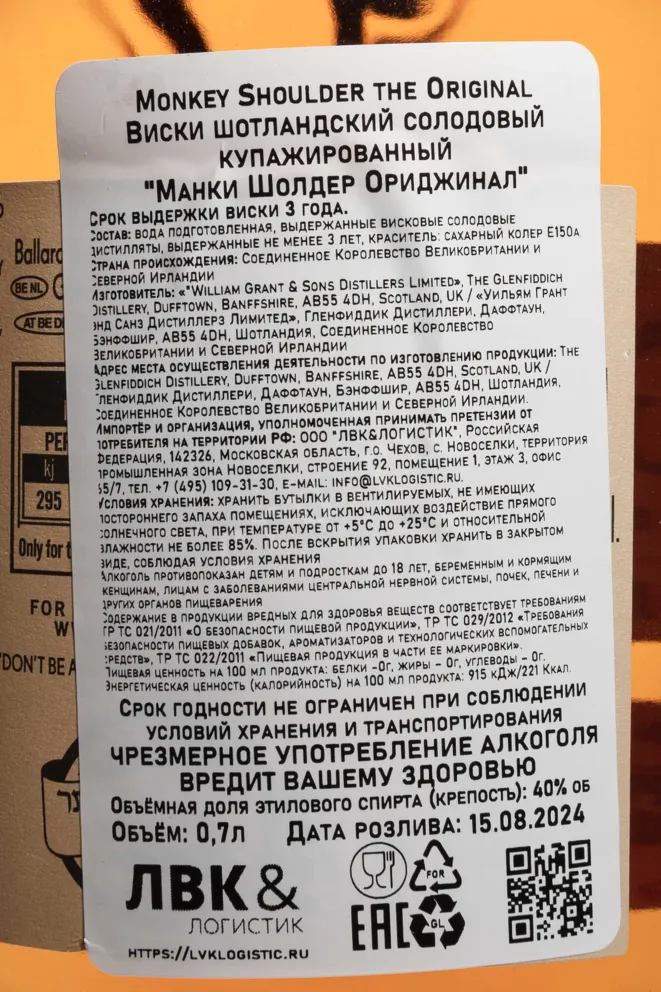 MONKEY SHOULDER THE ORIGINAL
ВИСКИ ШОТЛАНДСКИЙ СОЛОДОВЫЙ
КУПАЖИРОВАННЫЙ
"МАНКИ ШОЛДЕР ОРИДЖИНАЛ"
СРОК ВЫДЕРЖКИ ВИСКИ 3 ГОДА.
СОСТАВ: ВОДА ПОДГОТОВЛЕННАЯ, ВЫДЕРЖАННЫЕ ВИСКОВЫЕ СОЛОДОВЫЕ
ДИСТИЛЛЯТЫ, ВЫДЕРЖАННЫЕ НЕ МЕНЕЕ 3 ЛЕТ, КРАСИТЕЛЬ: САХАРНЫЙ КОЛЕР Е150А
СТРАНА ПРОИСХОЖДЕНИЯ: СОЕДИНЕННОЕ КОРОЛЕВСТВО ВЕЛИКОБРИТАНИИ И
СЕВЕРНОЙ ИРЛАНДИИ
ИЗГОТОВИТЕЛЬ: «"WILLIAM GRANT & SONS DISTILLERS LIMITED», THE GLENFIDDICH
DISTILLERY, DUFFTOWN, BANFFSHIRE, AB55 4DH, SCOTLAND, UK / «УИЛЬЯМ ГРАНТ
ЭНД САНЗ ДИСТИЛЛЕРЗ ЛИМИТЕД», ГЛЕНФИДДИК ДИСТИЛЛЕРИ, ДАФФТАУН,
БЭНФФШИР, AB55 4DH, ШОТЛАНДИЯ, СОЕДИНЕННОЕ КОРОЛЕВСТВО
ВЕЛИКОБРИТАНИИ И СЕВЕРНОЙ ИРЛАНДИИ
АДРЕС МЕСТА ОСУЩЕСТВЛЕНИЯ ДЕЯТЕЛЬНОСТИ ПО ИЗГОТОВЛЕНИЮ ПРОДУКЦИИ: THE
GLENFIDDICH DISTILLERY, DUFFTOWN, BANFFSHIRE, AB55 4DH, SCOTLAND, UK /
ГЛЕНФИДДИК ДИСТИЛЛЕРИ, ДАФФТАУН, БЭНФФШИР, AB55 4DH, ШОТЛАНДИЯ,
СОЕДИНЕННОЕ КОРОЛЕВСТВО ВЕЛИКОБРИТАНИИ И СЕВЕРНОЙ ИРЛАНДИИ.
ИМПОРТЁР И ОРГАНИЗАЦИЯ, УПОЛНОМОЧЕННАЯ ПРИНИМАТЬ ПРЕТЕНЗИИ ОТ
ПОТРЕБИТЕЛЯ НА ТЕРРИТОРИИ РФ: ООО "ЛВК&ЛОГИСТИК", РОССИЙСКАЯ
ФЕДЕРАЦИЯ, 142326, МОСКОВСКАЯ ОБЛАСТЬ, Г.О. ЧЕХОВ, С. НОВОСЕЛКИ, ТЕРРИТОРИЯ
ПРОМЫШЛЕННАЯ ЗОНА НОВОСЕЛКИ, СТРОЕНИЕ 92, ПОМЕЩЕНИЕ 1, ЭТАЖ 3, ОФИС
55/7, ТЕЛ. +7 (495) 109-31-30, E-MAIL: INFO@LVKLOGISTIC.RU.
УСЛОВИЯ ХРАНЕНИЯ: ХРАНИТЬ БУТЫЛКИ В ВЕНТИЛИРУЕМЫХ, НЕ ИМЕЮЩИХ
ПОСТОРОННЕГО ЗАПАХА ПОМЕЩЕНИЯХ, ИСКЛЮЧАЮЩИХ ВОЗДЕЙСТВИЕ ПРЯМОГО
СОЛНЕЧНОГО СВЕТА, ПРИ ТЕМПЕРАТУРЕ ОТ +5°С ДО +25°С И ОТНОСИТЕЛЬНОЙ
ВЛАЖНОСТИ НЕ БОЛЕЕ 85%. ПОСЛЕ ВСКРЫТИЯ УПАКОВКИ ХРАНИТЬ В ЗАКРЫТОМ
ВИДЕ, СОБЛЮДАЯ УСЛОВИЯ ХРАНЕНИЯ
АЛКОГОЛЬ ПРОТИВОПОКАЗАН ДЕТЯМ И ПОДРОСТКАМ ДО 18 ЛЕТ, БЕРЕМЕННЫМ И КОРМЯЩИМ
ЖЕНЩИНАМ, ЛИЦАМ С ЗАБОЛЕВАНИЯМИ ЦЕНТРАЛЬНОЙ НЕРВНОЙ СИСТЕМЫ, ПОЧЕК, ПЕЧЕНИ И
ДРУГИХ ОРГАНОВ ПИЩЕВАРЕНИЯ
СОДЕРЖАНИЕ В ПРОДУКЦИИ ВРЕДНЫХ ДЛЯ ЗДОРОВЬЯ ВЕЩЕСТВ СООТВЕТСТВУЕТ ТРЕБОВАНИЯМ
ТР ТС 021/2011 «О БЕЗОПАСНОСТИ ПИЩЕВОЙ ПРОДУКЦИИ», ТР ТС 029/2012 «ТРЕБОВАНИЯ
БЕЗОПАСНОСТИ ПИЩЕВЫХ ДОБАВОК, АРОМАТИЗАТОРОВ И ТЕХНОЛОГИЧЕСКИХ ВСПОМОГАТЕЛЬНЫХ
СРЕДСТВ», ТР ТС 022/2011 «ПИЩЕВАЯ ПРОДУКЦИЯ В ЧАСТИ ЕЕ МАРКИРОВКИ».
ПИЩЕВАЯ ЦЕННОСТЬ НА 100 МЛ ПРОДУКТА: БЕЛКИ -0Г, ЖИРЫ – 0Г, УГЛЕВОДЫ – 0Г.
ЭНЕРГЕТИЧЕСКАЯ ЦЕННОСТЬ (КАЛОРИЙНОСТЬ) НА 100 МЛ ПРОДУКТА: 915 КДЖ/221 ККАЛ.
СРОК ГОДНОСТИ НЕ ОГРАНИЧЕН ПРИ СОБЛЮДЕНИИ
УСЛОВИЙ ХРАНЕНИЯ И ТРАНСПОРТИРОВАНИЯ
ЧРЕЗМЕРНОЕ УПОТРЕБЛЕНИЕ АЛКОГОЛЯ
ВРЕДИТ ВАШЕМУ ЗДОРОВЬЮ
ОБЪЁМНАЯ ДОЛЯ ЭТИЛОВОГО СПИРТА (КРЕПОСТЬ): 40% ОБ
ОБЪЁМ: 0,7Л ДАТА РОЗЛИВА: 15.08.2024
ЛВК&
ЛОГИСТИК
HTTPS://LVKLOGISTIC.RU
FOR
EAC
GL
BE NL
kj
295
Only for
FOR
'DON'T BE A